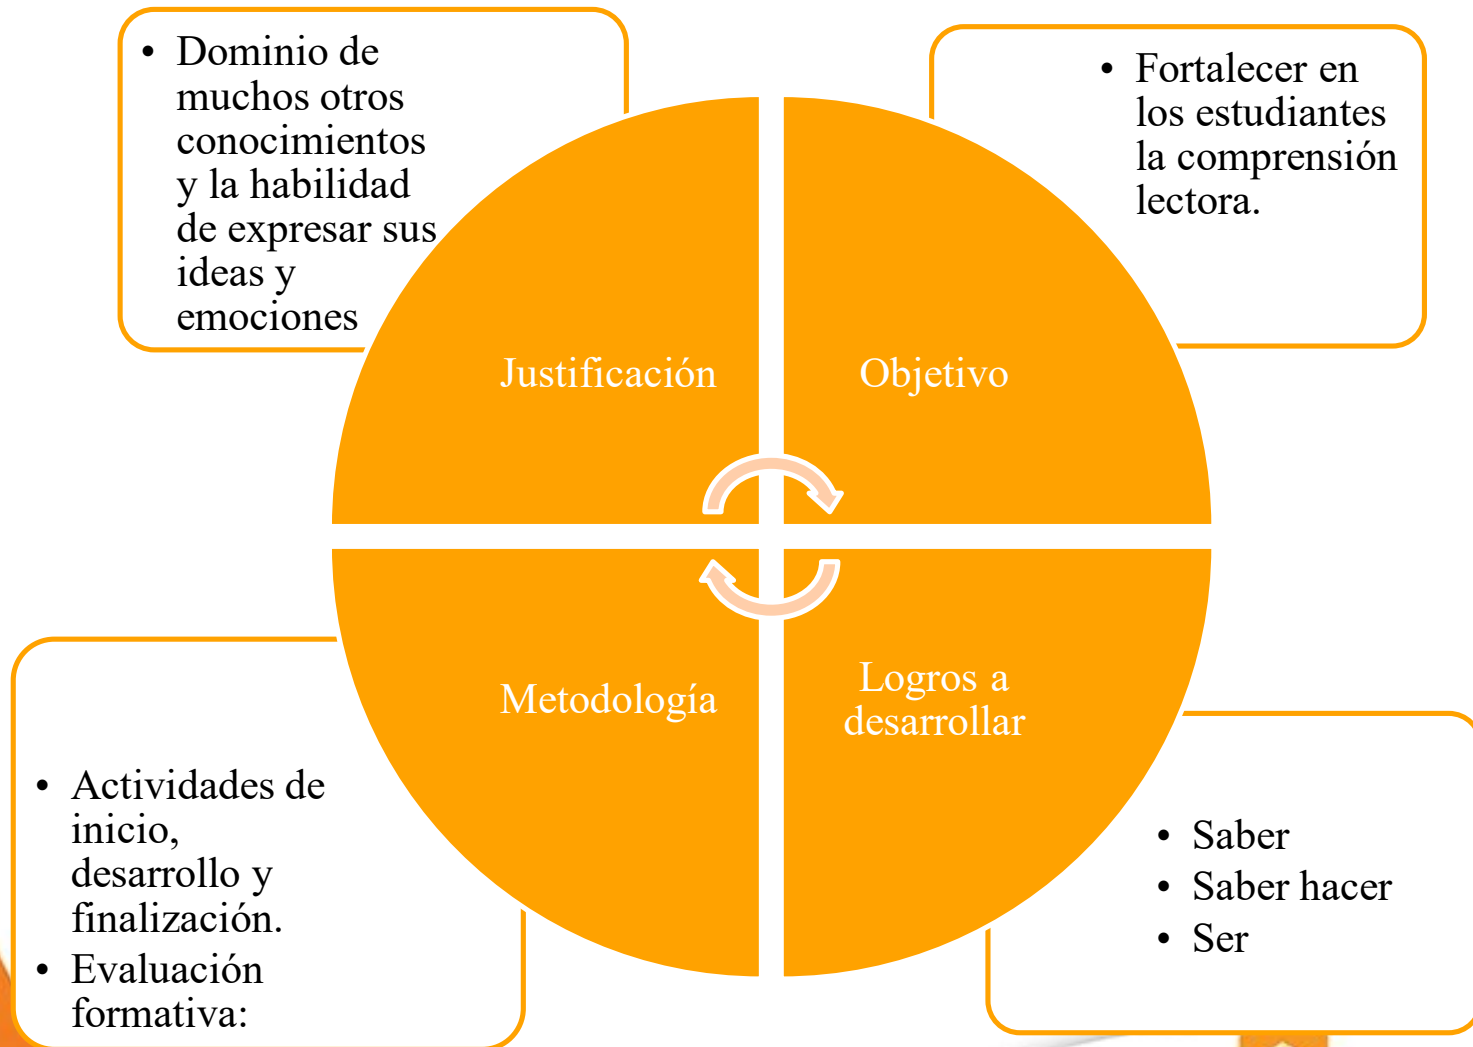 • Dominio de
muchos otros
conocimientos
y la habilidad
de expresar sus
ideas y
emociones
• Fortalecer en
los estudiantes
la comprensión
lectora.
Justificación
Objetivo
Metodología
Logros a
desarrollar
• Actividades de
inicio,
desarrollo y
finalización.
• Evaluación
formativa:
• Saber
• Saber hacer
• Ser